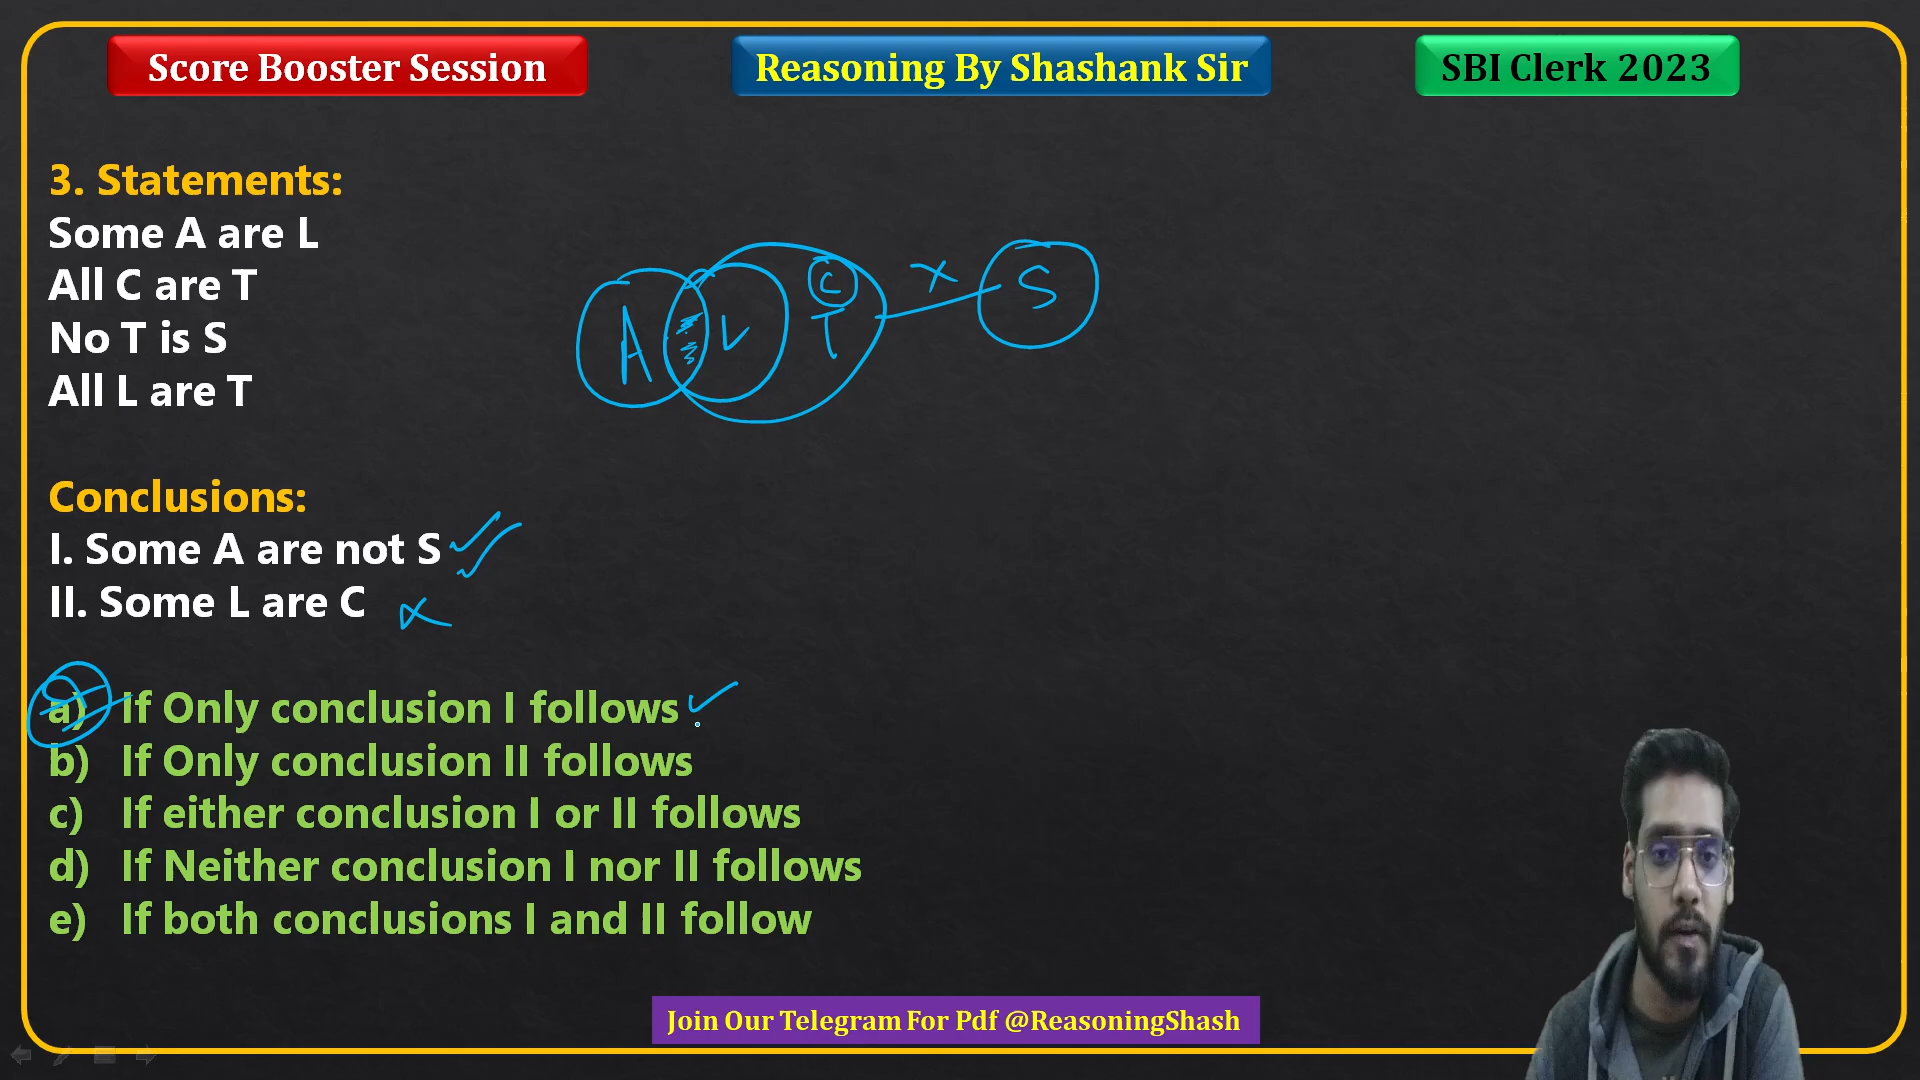 Score Booster Session
Reasoning By Shashank Sir
SBI Clerk 2023
3. Statements:
Some A are L
All C are T
No T is S
All L are T
A L C T X S
Conclusions:
I. Some A are not S
II. Some L are C
a) If Only conclusion I follows
b) If Only conclusion II follows
c) If either conclusion I or II follows
d) If Neither conclusion I nor II follows
e) If both conclusions I and II follow
Join Our Telegram For Pdf @ReasoningShash